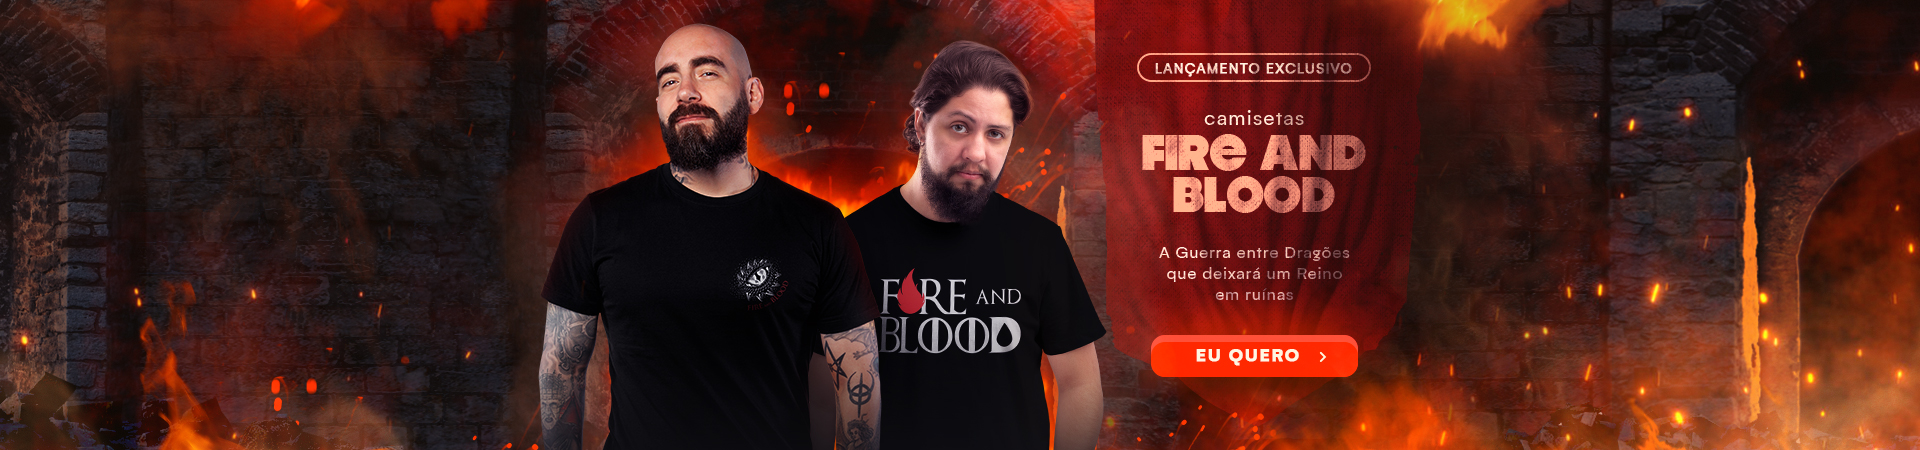 LANÇAMENTO EXCLUSIVO
camisetas
FIRE AND
BLOOD
A Guerra entre Dragões
que deixará um Reino
em ruínas
EU QUERO
FIRE AND
BLOOD